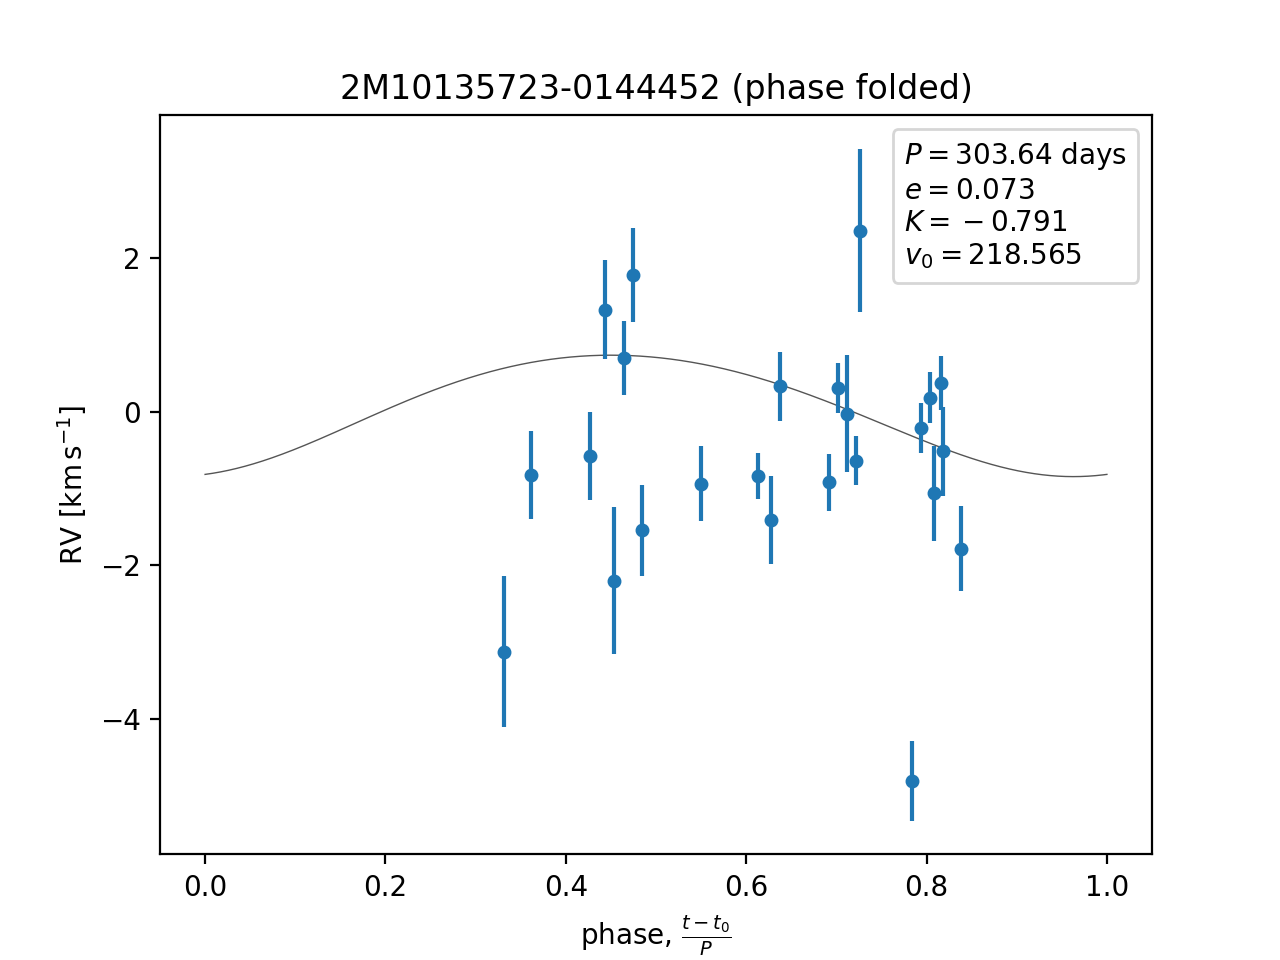 2M10135723-0144452 (phase folded)
P = 303.64 days
e = 0.073
K = −0.791
v₀ = 218.565
2
0
−2
−4
RV [km s⁻¹]
0.0 0.2 0.4 0.6 0.8 1.0
phase, (t − t₀)/P